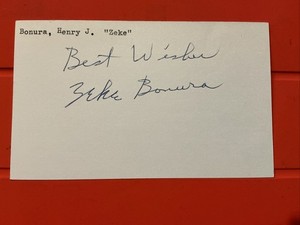 Bonura, Henry J. "Zeke"
Best Wishes
Zeke Bonura